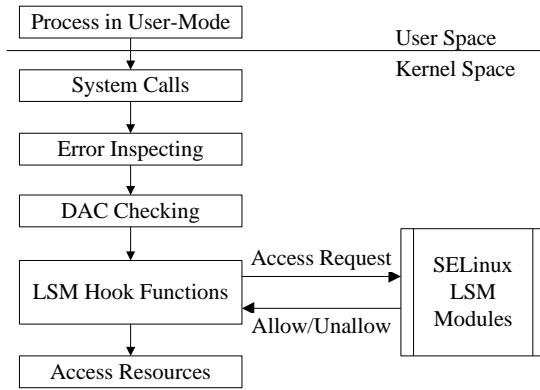 Process in User-Mode
User Space
Kernel Space
System Calls
Error Inspecting
DAC Checking
LSM Hook Functions
Access Request
Allow/Unallow
SELinux
LSM
Modules
Access Resources